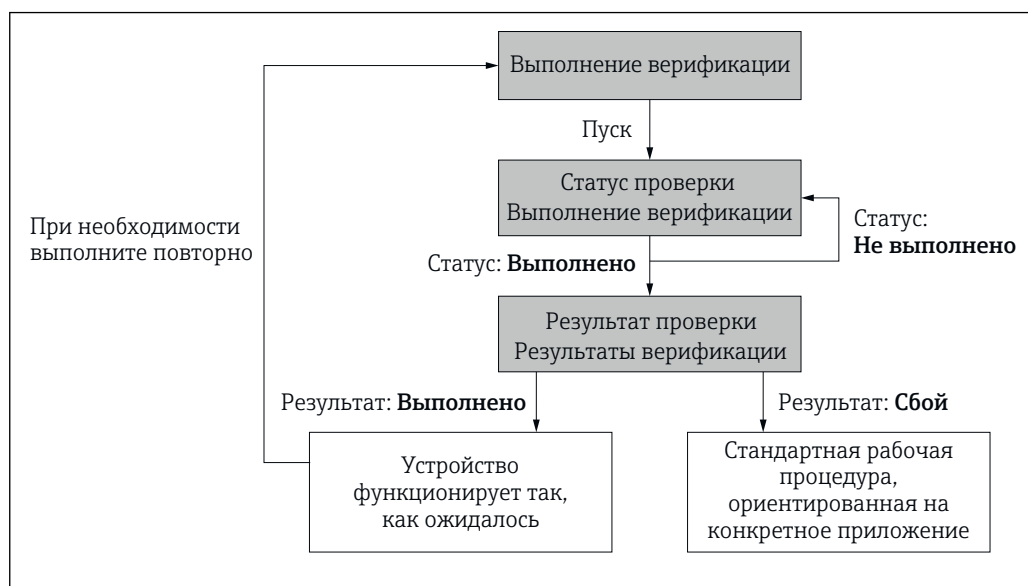 Выполнение верификации
Пуск
Статус проверки
Выполнение верификации
При необходимости
выполните повторно
Статус:
Не выполнено
Статус: Выполнено
Результат проверки
Результаты верификации
Результат: Выполнено
Результат: Сбой
Устройство
функционирует так,
как ожидалось
Стандартная рабочая
процедура,
ориентированная на
конкретное приложение